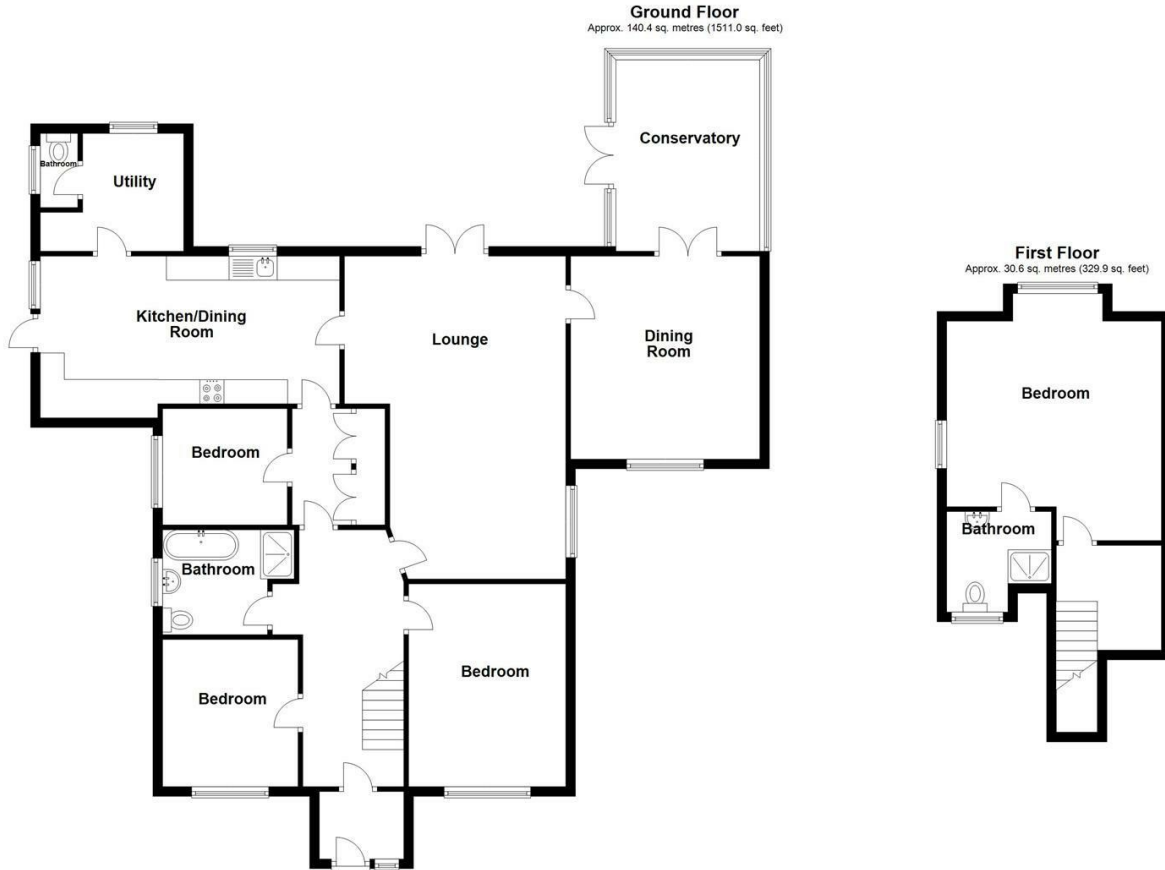 Ground Floor
Approx. 140.4 sq. metres (1511.0 sq. feet)
Conservatory
Bathroom
Utility
Kitchen/Dining
Room
Lounge
Dining
Room
Bedroom
Bathroom
Bedroom
Bedroom
First Floor
Approx. 30.6 sq. metres (329.9 sq. feet)
Bedroom
Bathroom